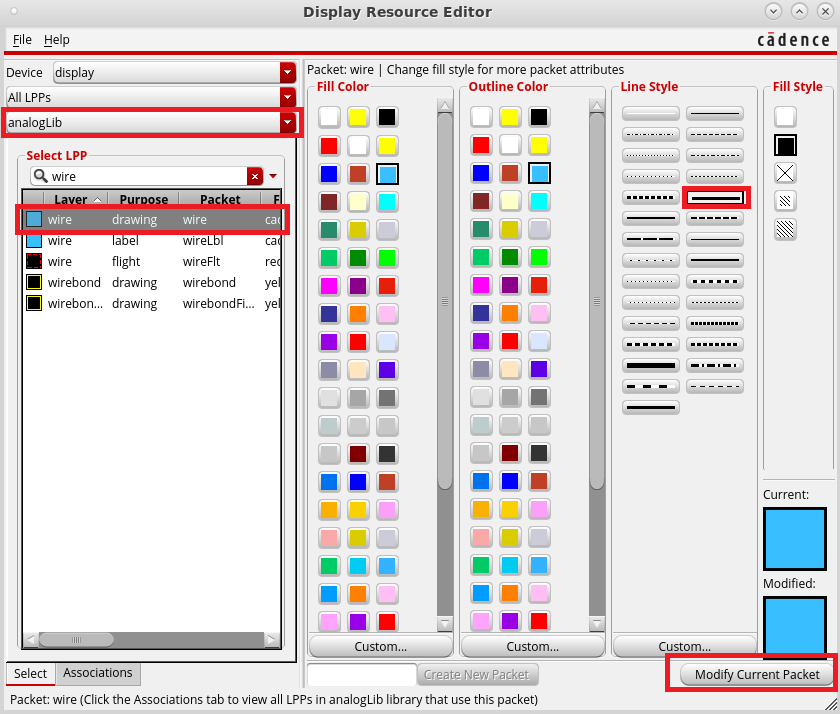 Display Resource Editor
File Help
cādence
Device display
All LPPs
analogLib
Select LPP
wire
Layer Purpose Packet F
wire drawing wire cad
wire label wireLbl cad
wire flight wireFlt red
wirebond drawing wirebond yel
wirebon... drawing wirebondFi... yel
Select Associations
Packet: wire | Change fill style for more packet attributes
Fill Color
Custom...
Outline Color
Custom...
Line Style
Custom...
Fill Style
Current:
Modified:
Create New Packet
Modify Current Packet
Packet: wire (Click the Associations tab to view all LPPs in analogLib library that use this packet)